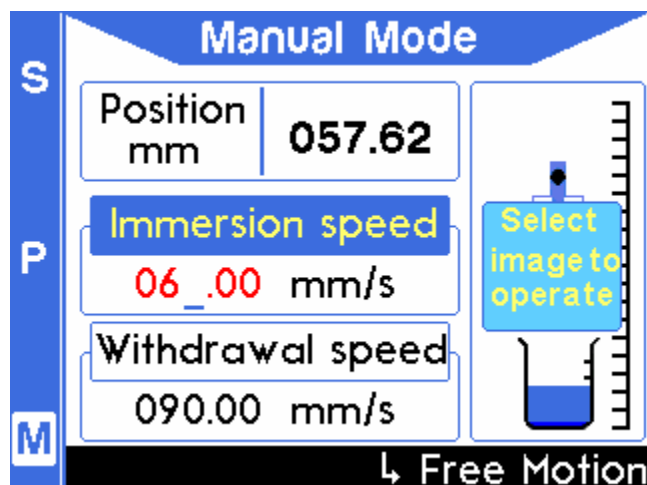 Manual Mode
S
P
M
Position
mm
057.62
Immersion speed
06_.00 mm/s
Withdrawal speed
090.00 mm/s
Select
image to
operate
↳ Free Motion